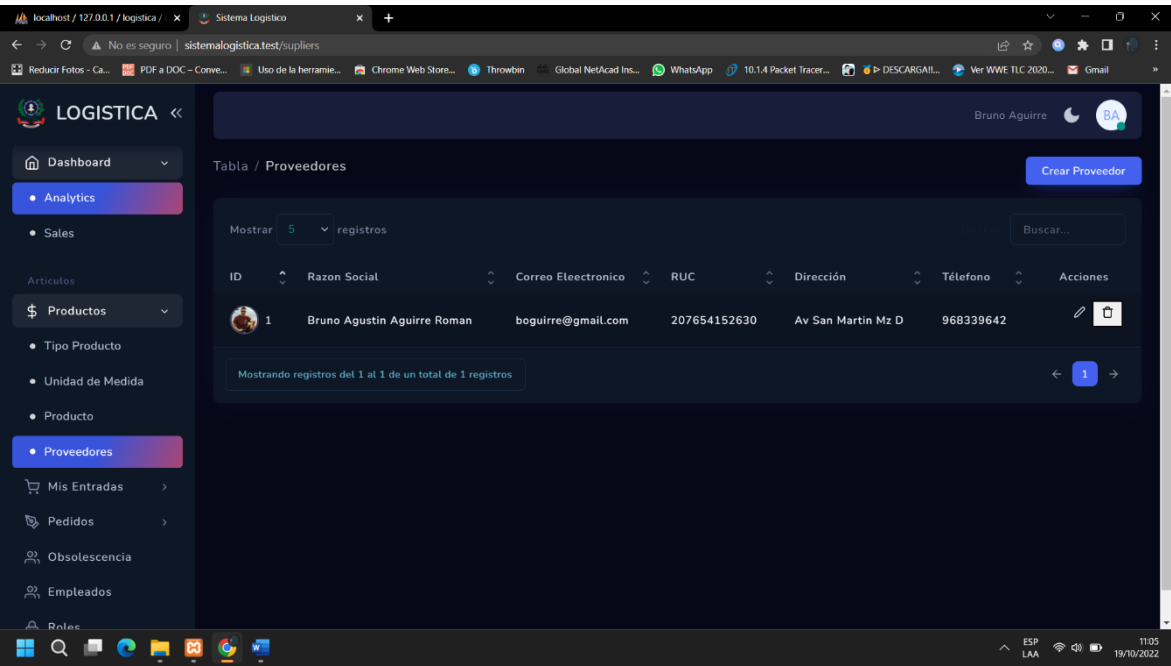 localhost / 127.0.0.1 / logistica /
Sistema Logistico
No es seguro | sistemalogistica.test/supliers
Reducir Fotos - Ca...
PDF a DOC – Conve...
Uso de la herramie...
Chrome Web Store...
Throwbin
Global NetAcad Ins...
WhatsApp
10.1.4 Packet Tracer...
DESCARGA!!...
Ver WWE TLC 2020...
Gmail
»
LOGISTICA «
Bruno Aguirre BA
Dashboard
Tabla / Proveedores
Crear Proveedor
Analytics
Sales
Mostrar 5 registros
Buscar...
Articulos
ID Razon Social Correo Eleectronico RUC Dirección Télefono Acciones
Productos
1 Bruno Agustin Aguirre Roman boguirre@gmail.com 207654152630 Av San Martin Mz D 968339642
Tipo Producto
Unidad de Medida
Mostrando registros del 1 al 1 de un total de 1 registros
← 1 →
Producto
Proveedores
Mis Entradas
Pedidos
Obsolescencia
Empleados
Roles
ESP
LAA
11:05
19/10/2022